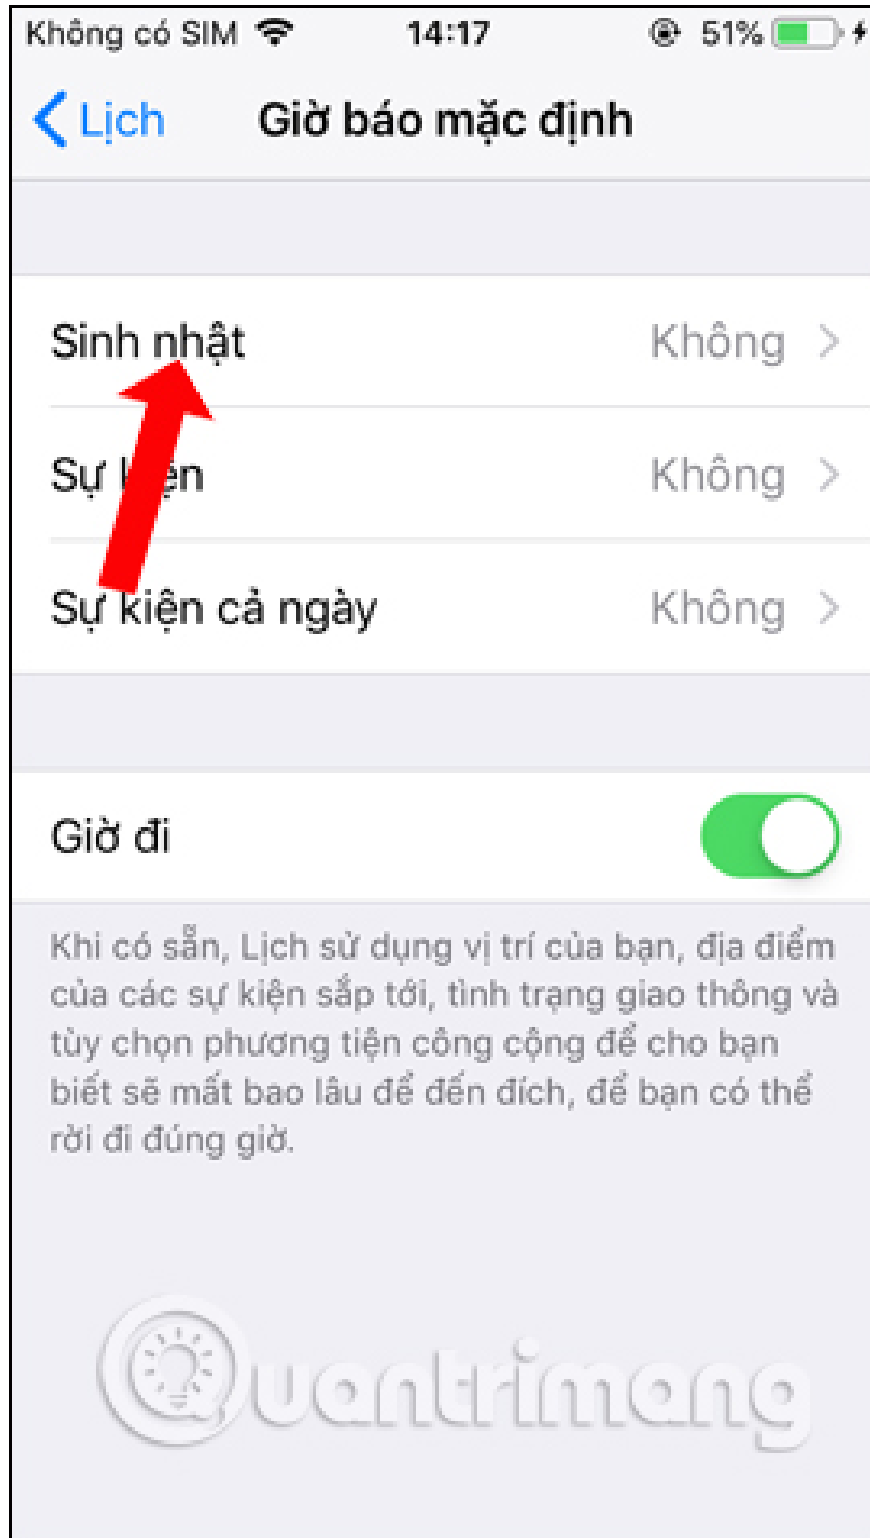 Không có SIM 14:17 51%
Lịch Giờ báo mặc định
Sinh nhật Không
Sự kiện Không
Sự kiện cả ngày Không
Giờ đi
Khi có sẵn, Lịch sử dụng vị trí của bạn, địa điểm
của các sự kiện sắp tới, tình trạng giao thông và
tùy chọn phương tiện công cộng để cho bạn
biết sẽ mất bao lâu để đến đích, để bạn có thể
rời đi đúng giờ.
Quantrimang